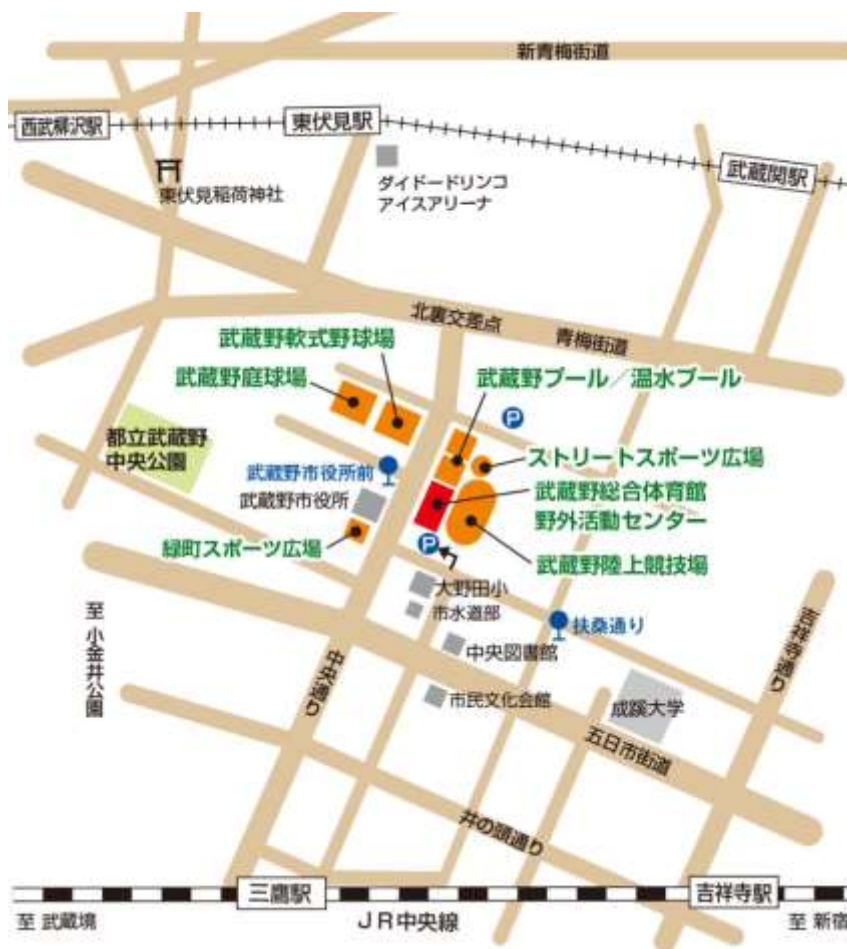 新青梅街道
西武柳沢駅
東伏見駅
武蔵関駅
東伏見稲荷神社
ダイドードリンコ
アイスアリーナ
北裏交差点
青梅街道
武蔵野軟式野球場
武蔵野庭球場
武蔵野プール／温水プール
P
都立武蔵野
中央公園
武蔵野市役所前
武蔵野市役所
緑町スポーツ広場
ストリートスポーツ広場
武蔵野総合体育館
野外活動センター
武蔵野陸上競技場
P
大野田小
市水道部
扶桑通り
中央図書館
市民文化会館
成蹊大学
吉祥寺通り
至 小金井公園
中央通り
五日市街道
井の頭通り
三鷹駅
吉祥寺駅
至 武蔵境
JR中央線
至 新宿